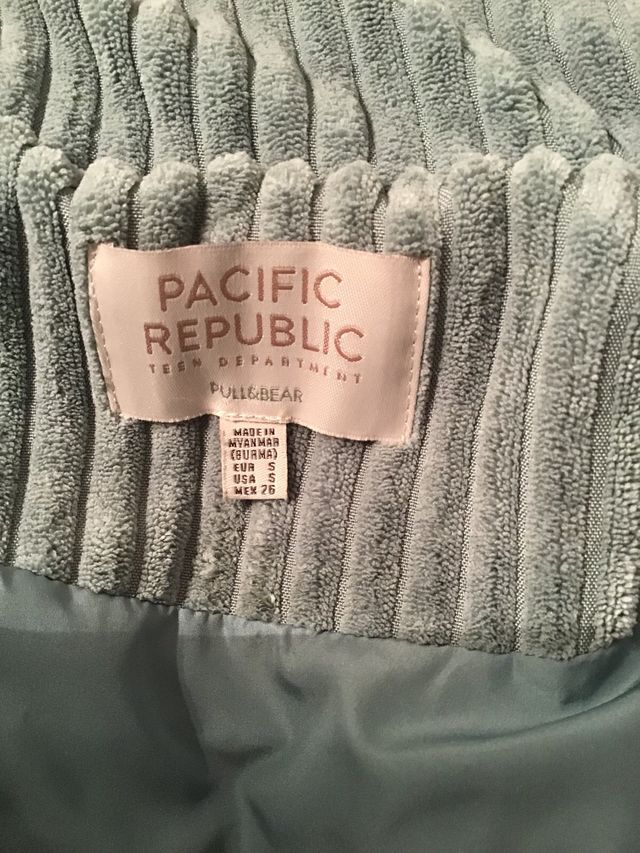 PACIFIC
REPUBLIC
TEEN DEPARTMENT
PULL&BEAR
MADE IN
MYANMAR
(BURMA)
EUR S
USA S
MEX 26